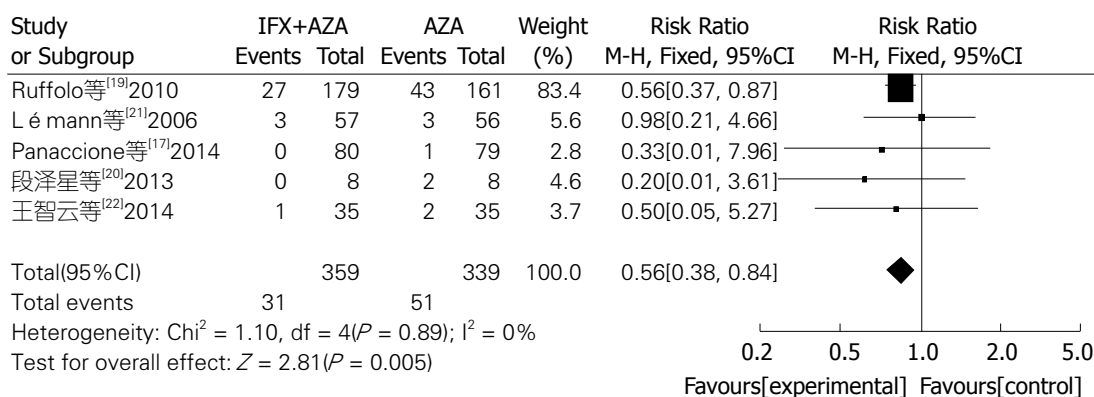 Study IFX+AZA AZA Weight Risk Ratio Risk Ratio
or Subgroup Events Total Events Total (%) M-H, Fixed, 95%CI M-H, Fixed, 95%CI
Ruffolo等[19]2010 27 179 43 161 83.4 0.56[0.37, 0.87]
L é mann等[21]2006 3 57 3 56 5.6 0.98[0.21, 4.66]
Panaccione等[17]2014 0 80 1 79 2.8 0.33[0.01, 7.96]
段泽星等[20]2013 0 8 2 8 4.6 0.20[0.01, 3.61]
王智云等[22]2014 1 35 2 35 3.7 0.50[0.05, 5.27]
Total(95%CI) 359 339 100.0 0.56[0.38, 0.84]
Total events 31 51
Heterogeneity: Chi² = 1.10, df = 4(P = 0.89); I² = 0%
Test for overall effect: Z = 2.81(P = 0.005)
0.2 0.5 1.0 2.0 5.0
Favours[experimental] Favours[control]